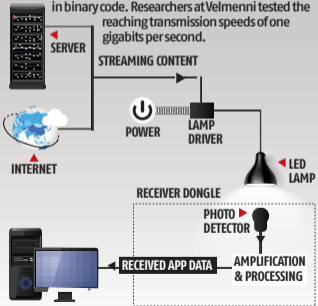 in binary code. Researchers at Velmenni tested the
reaching transmission speeds of one
gigabits per second.
SERVER
STREAMING CONTENT
POWER
LAMP
DRIVER
INTERNET
LED
LAMP
RECEIVER DONGLE
PHOTO
DETECTOR
RECEIVED APP DATA
AMPLIFICATION
& PROCESSING